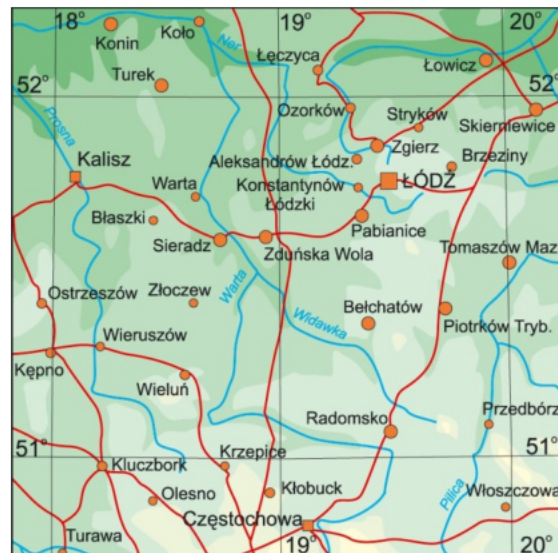 18°
19°
20°
Konin
Koło
Ner
Łęczyca
Łowicz
Turek
52°
52°
Ozorków
Stryków
Skierniewice
Prosna
Zgierz
Kalisz
Aleksandrów Łódz.
Brzeziny
Warta
Konstantynów
Łódzki
ŁÓDŹ
Błaszki
Pabianice
Sieradz
Zduńska Wola
Tomaszów Maz
Ostrzeszów
Złoczew
Warta
Widawka
Bełchatów
Piotrków Tryb.
Wieruszów
Kępno
Wieluń
Radomsko
Przedbórz
51°
51°
Kluczbork
Krzepice
Olesno
Kłobuck
Pilica
Włoszczowa
Częstochowa
Turawa
18°
19°
20°